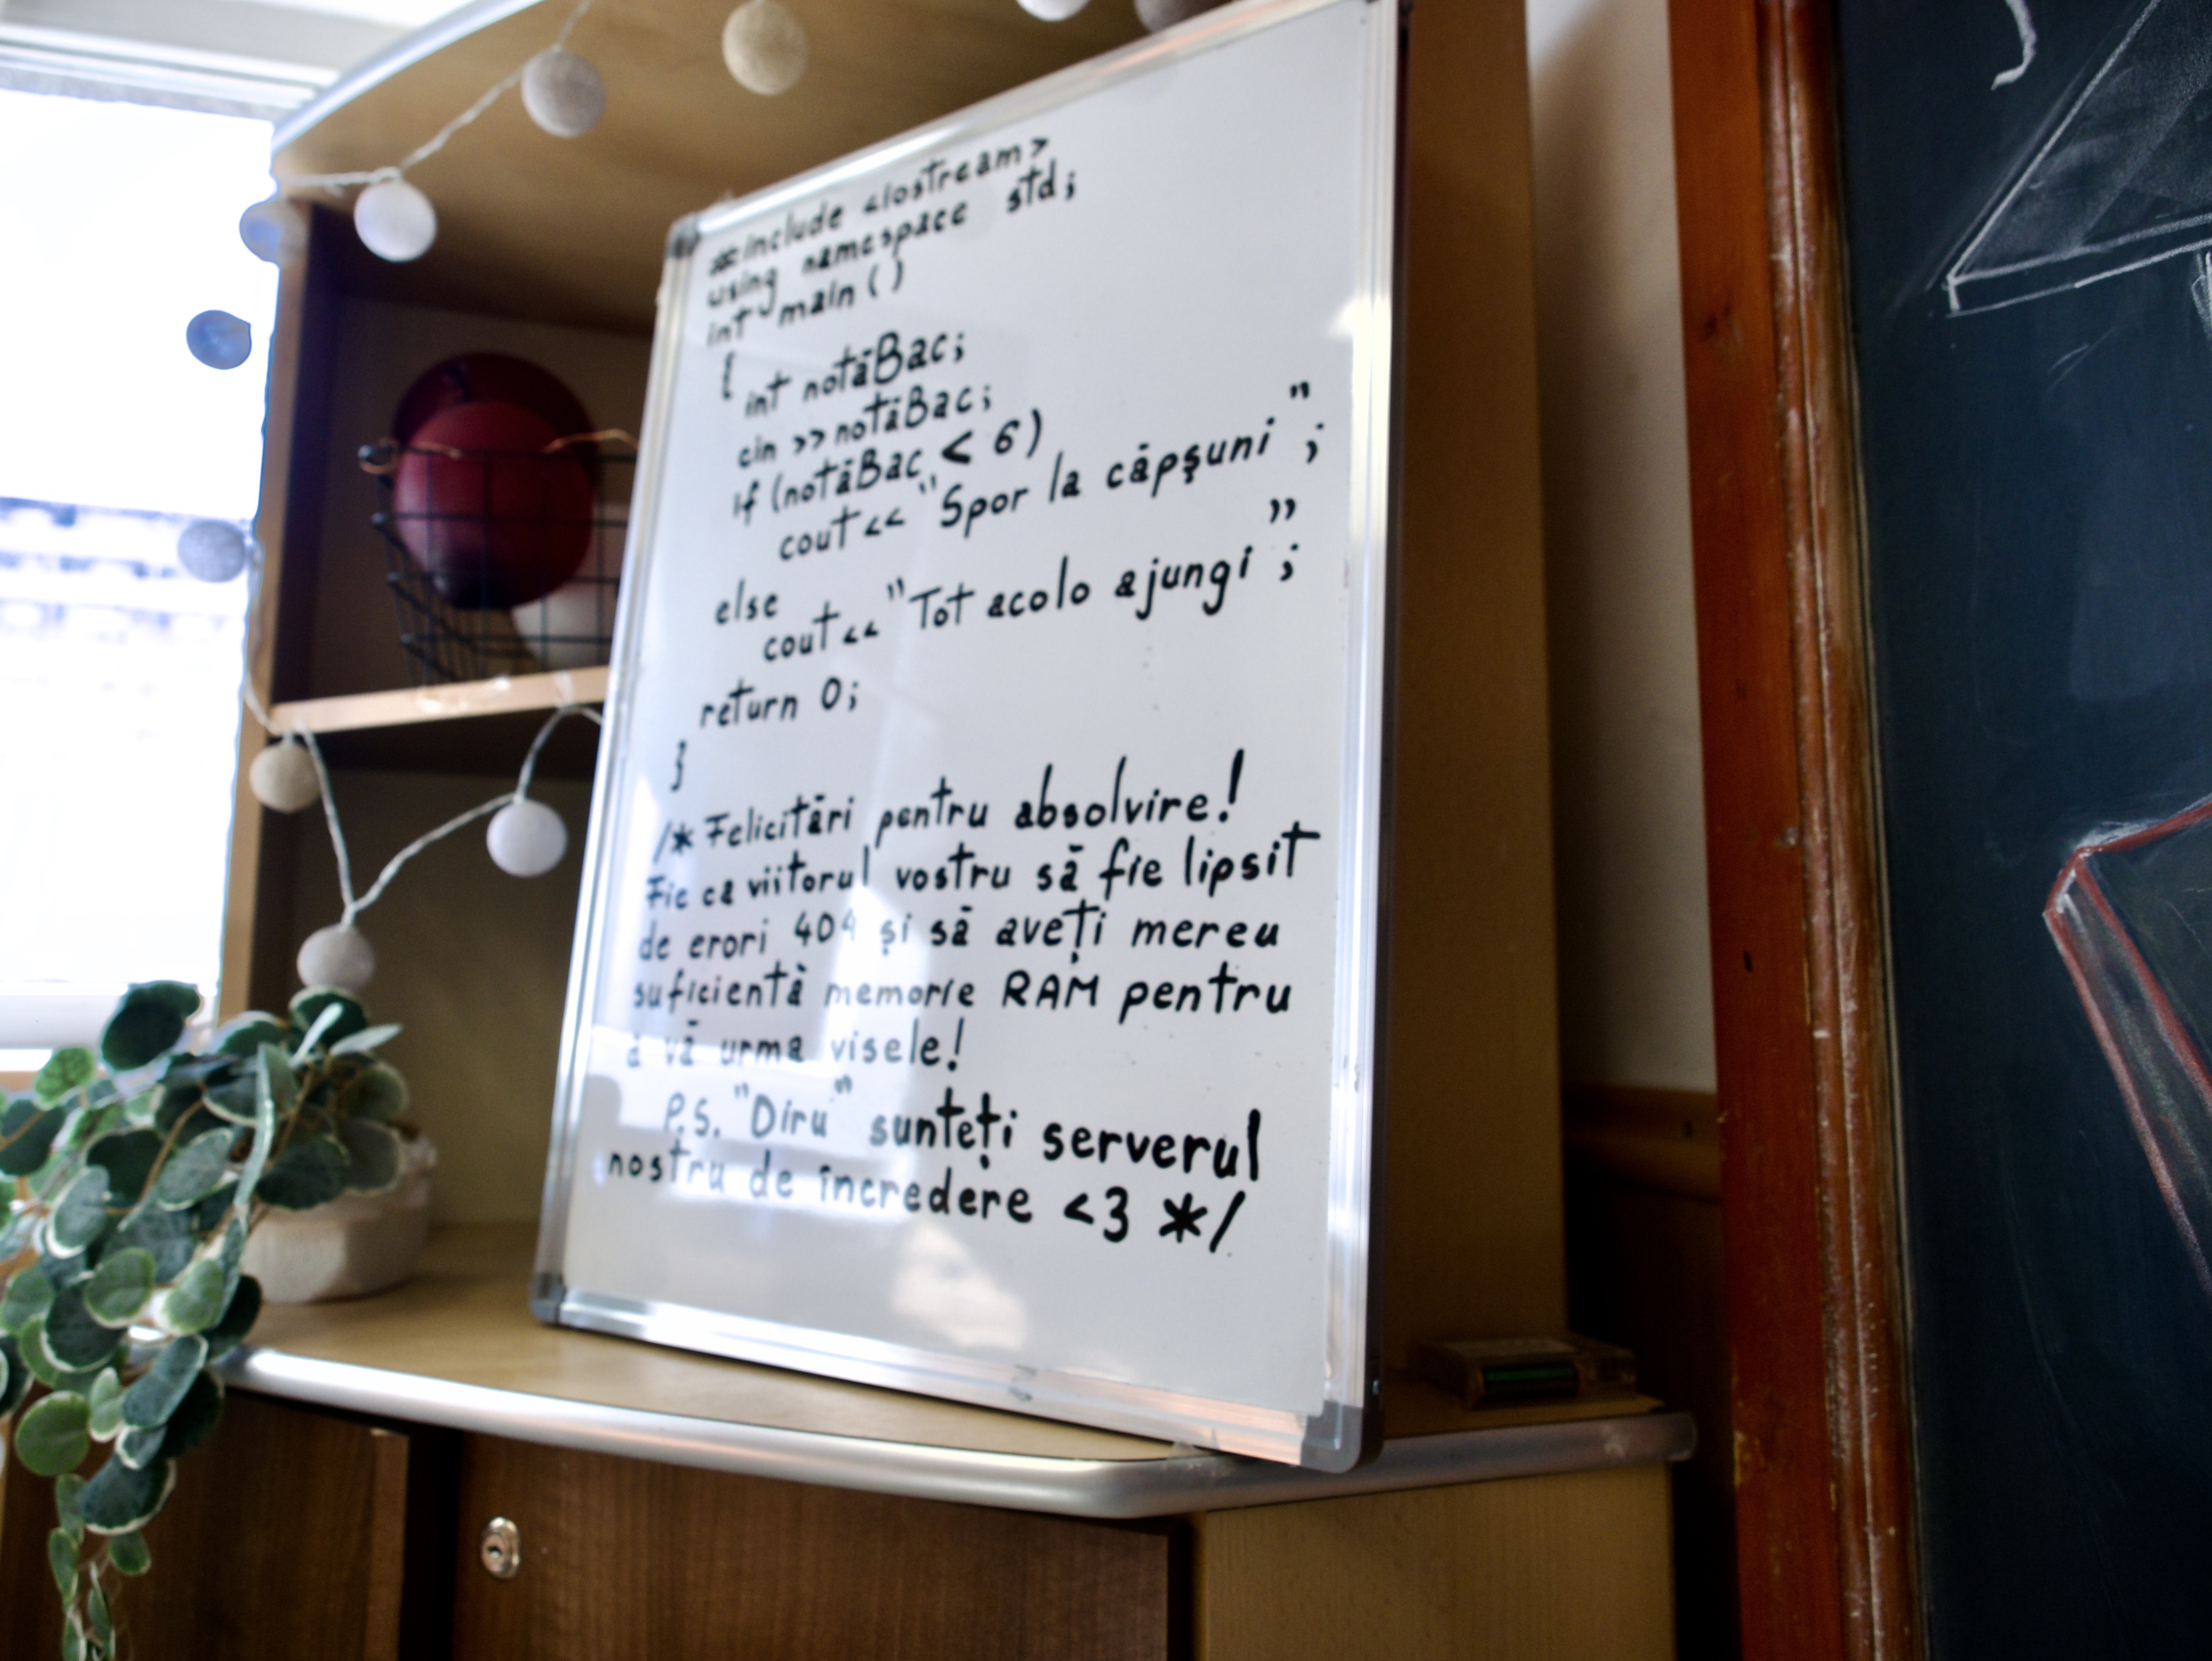 #include <iostream>
using namespace std;
int main()
{
int notăBac;
cin >> notăBac;
if (notăBac < 6)
cout << "Spor la căpșuni";
else
cout << "Tot acolo ajungi";
return 0;
}
/* Felicitări pentru absolvire!
Fie ca viitorul vostru să fie lipsit
de erori 404 și să aveți mereu
suficientă memorie RAM pentru
a vă urma visele!
P.S. "Diru" sunteți serverul
nostru de încredere <3 */